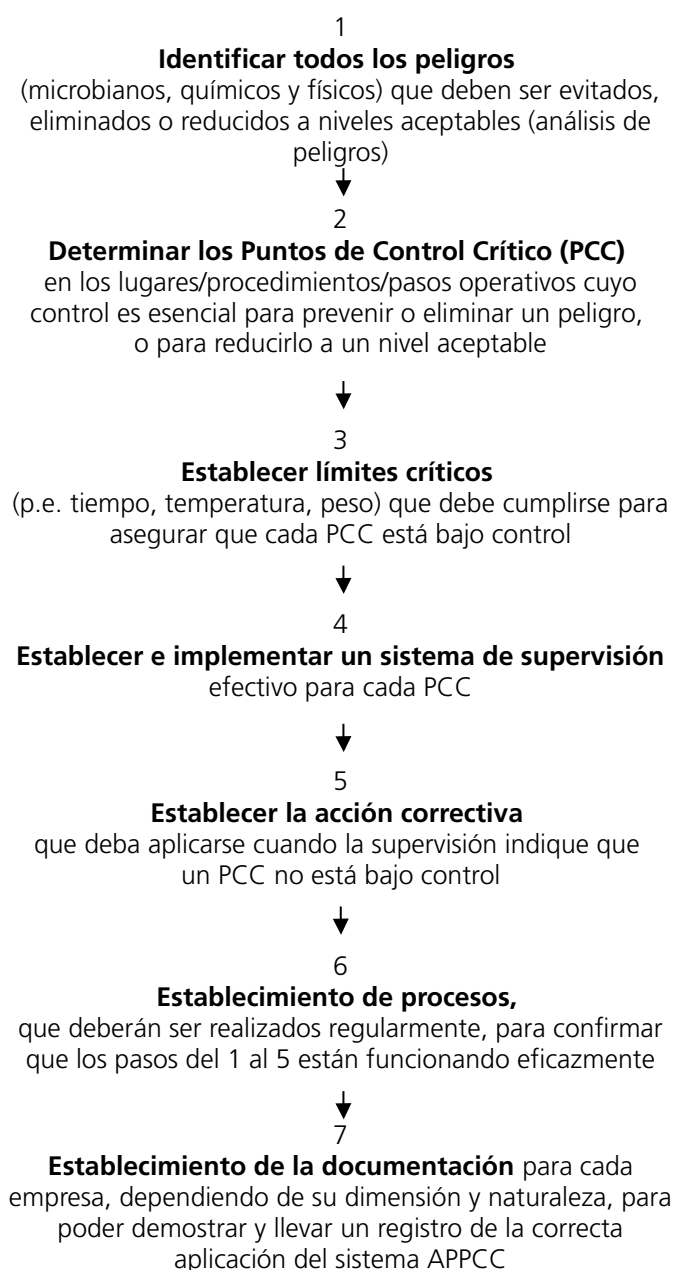 1
Identificar todos los peligros
(microbianos, químicos y físicos) que deben ser evitados,
eliminados o reducidos a niveles aceptables (análisis de
peligros)
2
Determinar los Puntos de Control Crítico (PCC)
en los lugares/procedimientos/pasos operativos cuyo
control es esencial para prevenir o eliminar un peligro,
o para reducirlo a un nivel aceptable
3
Establecer límites críticos
(p.e. tiempo, temperatura, peso) que debe cumplirse para
asegurar que cada PCC está bajo control
4
Establecer e implementar un sistema de supervisión
efectivo para cada PCC
5
Establecer la acción correctiva
que deba aplicarse cuando la supervisión indique que
un PCC no está bajo control
6
Establecimiento de procesos,
que deberán ser realizados regularmente, para confirmar
que los pasos del 1 al 5 están funcionando eficazmente
7
Establecimiento de la documentación para cada
empresa, dependiendo de su dimensión y naturaleza, para
poder demostrar y llevar un registro de la correcta
aplicación del sistema APPCC